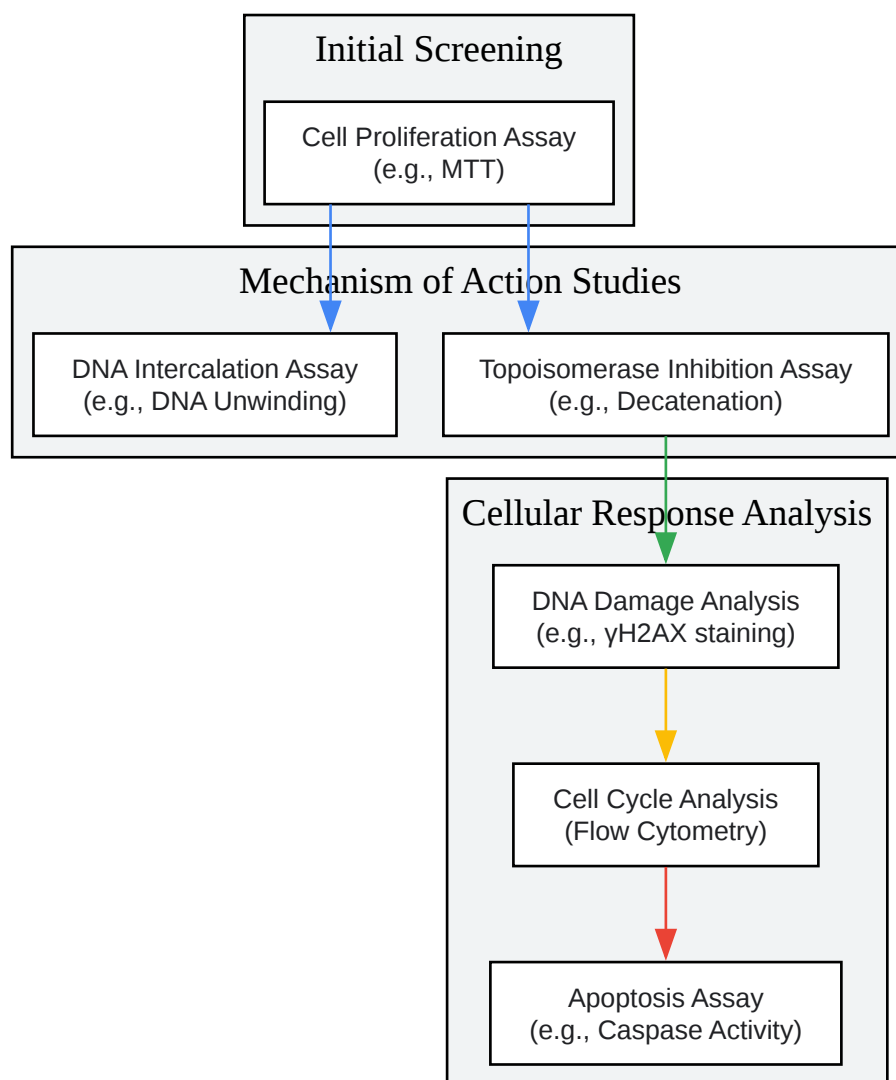 Initial Screening
Cell Proliferation Assay
(e.g., MTT)
Mechanism of Action Studies
DNA Intercalation Assay
(e.g., DNA Unwinding)
Topoisomerase Inhibition Assay
(e.g., Decatenation)
Cellular Response Analysis
DNA Damage Analysis
(e.g., γH2AX staining)
Cell Cycle Analysis
(Flow Cytometry)
Apoptosis Assay
(e.g., Caspase Activity)